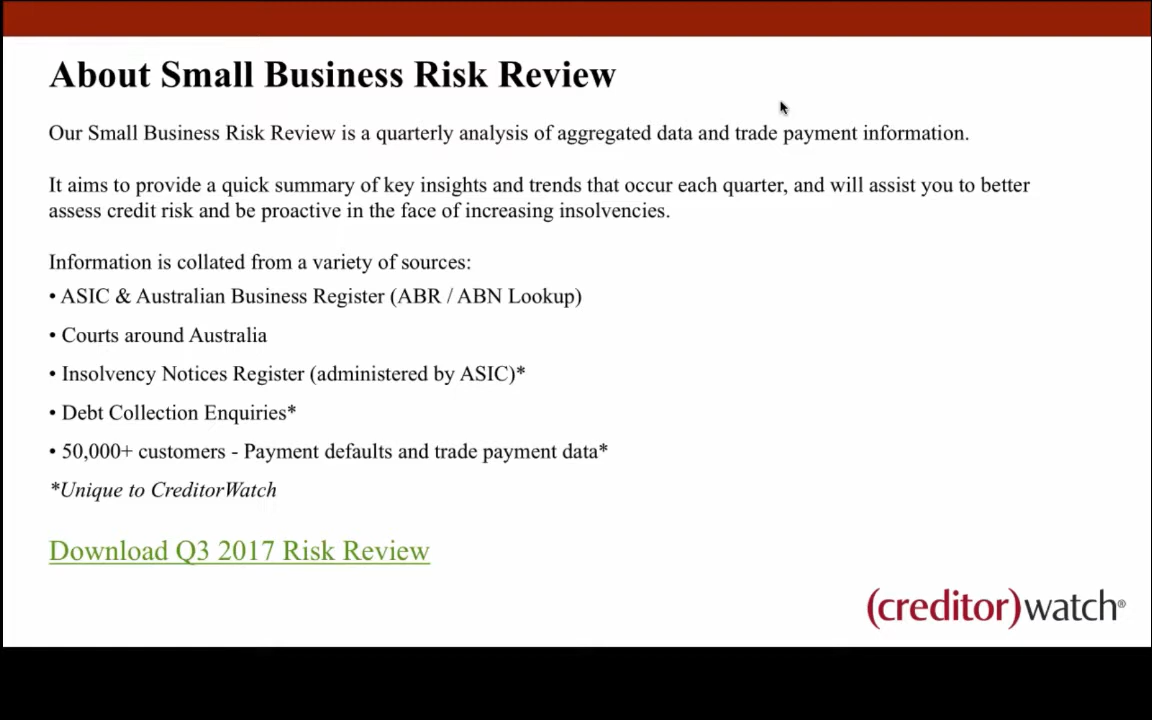 About Small Business Risk Review
Our Small Business Risk Review is a quarterly analysis of aggregated data and trade payment information.
It aims to provide a quick summary of key insights and trends that occur each quarter, and will assist you to better
assess credit risk and be proactive in the face of increasing insolvencies.
Information is collated from a variety of sources:
• ASIC & Australian Business Register (ABR / ABN Lookup)
• Courts around Australia
• Insolvency Notices Register (administered by ASIC)*
• Debt Collection Enquiries*
• 50,000+ customers - Payment defaults and trade payment data*
*Unique to CreditorWatch
Download Q3 2017 Risk Review
(creditor)watch®